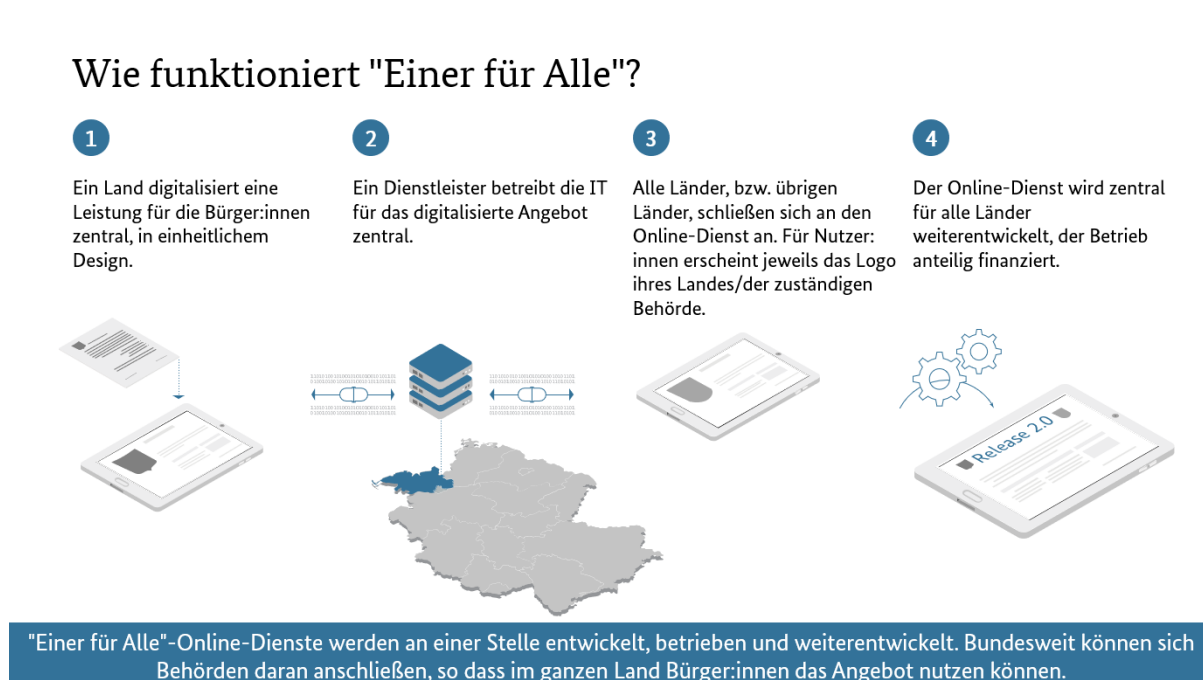 Wie funktioniert "Einer für Alle"?
1
Ein Land digitalisiert eine
Leistung für die Bürger:innen
zentral, in einheitlichem
Design.
2
Ein Dienstleister betreibt die IT
für das digitalisierte Angebot
zentral.
3
Alle Länder, bzw. übrigen
Länder, schließen sich an den
Online-Dienst an. Für Nutzer:
innen erscheint jeweils das Logo
ihres Landes/der zuständigen
Behörde.
4
Der Online-Dienst wird zentral
für alle Länder
weiterentwickelt, der Betrieb
anteilig finanziert.
Release 2.0
"Einer für Alle"-Online-Dienste werden an einer Stelle entwickelt, betrieben und weiterentwickelt. Bundesweit können sich
Behörden daran anschließen, so dass im ganzen Land Bürger:innen das Angebot nutzen können.